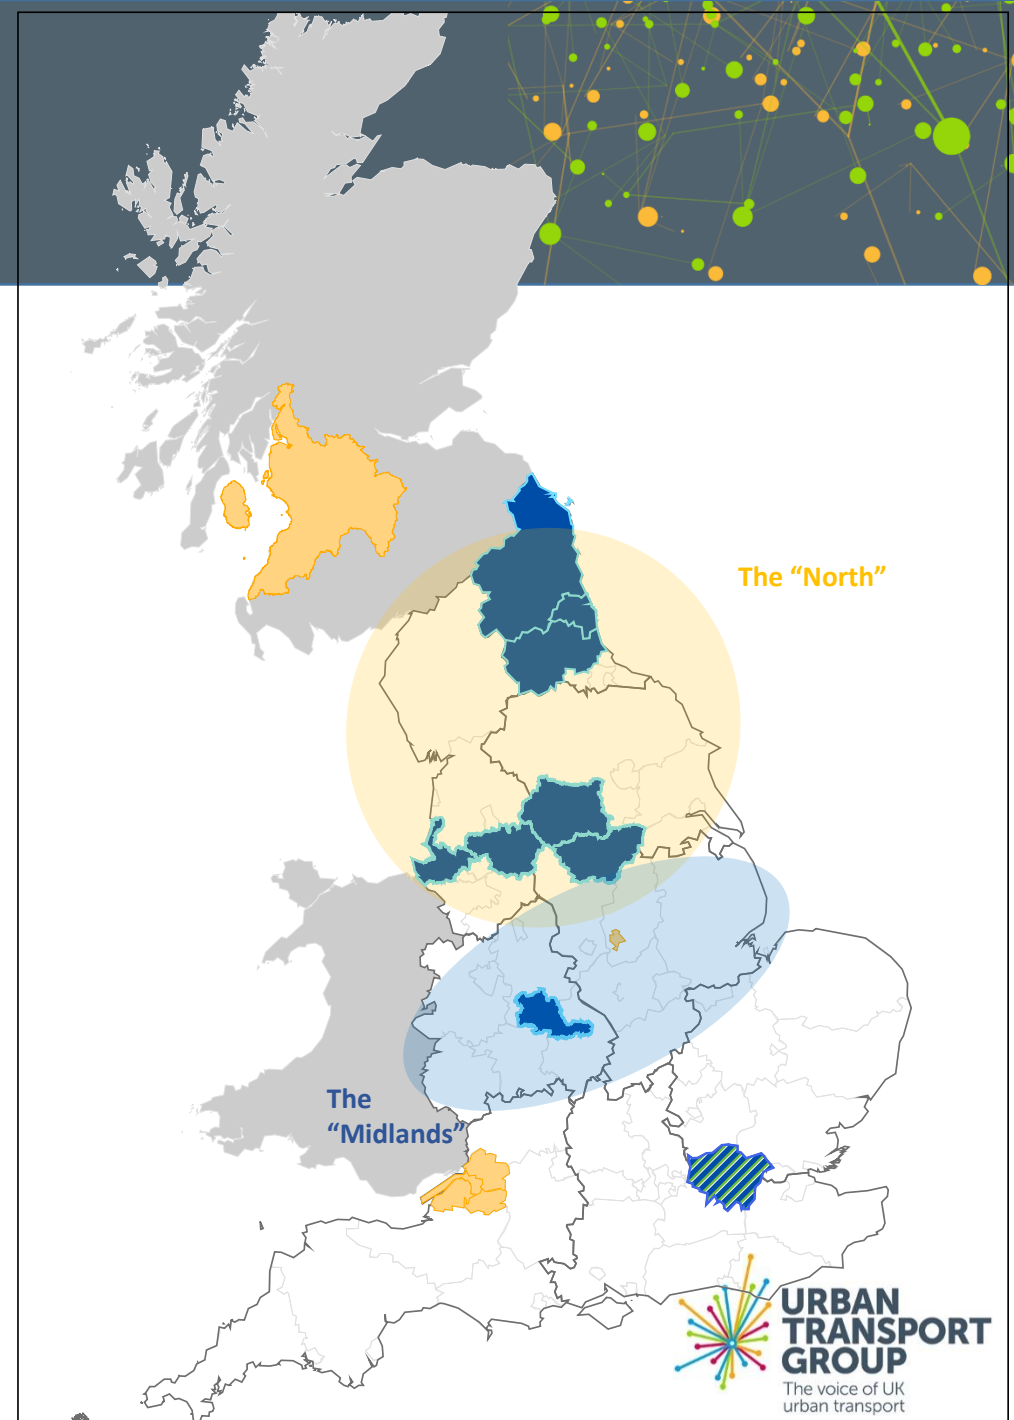 The “North”
The
“Midlands”
URBAN
TRANSPORT
GROUP
The voice of UK
urban transport